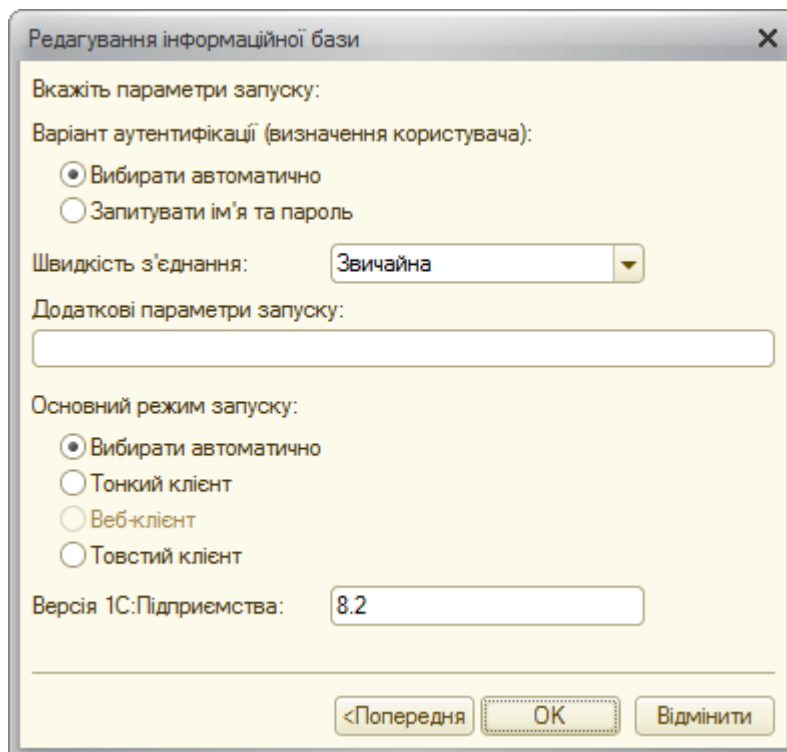 Редагування інформаційної бази
Вкажіть параметри запуску:
Варіант аутентифікації (визначення користувача):
Вибирати автоматично
Запитувати ім'я та пароль
Швидкість з'єднання: Звичайна
Додаткові параметри запуску:
Основний режим запуску:
Вибирати автоматично
Тонкий клієнт
Веб-клієнт
Товстий клієнт
Версія 1С:Підприємства: 8.2
<Попередня ОК Відмінити